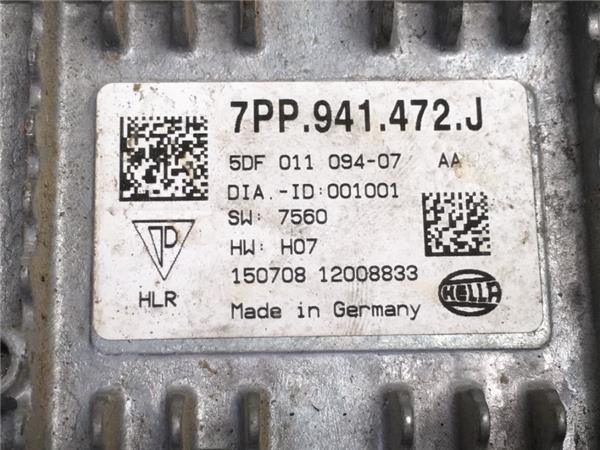 7PP.941.472.J
5DF 011 094-07 AA
DIA.-ID:001001
SW: 7560
HW: H07
150708 12008833
HLR
Made in Germany
HELLA